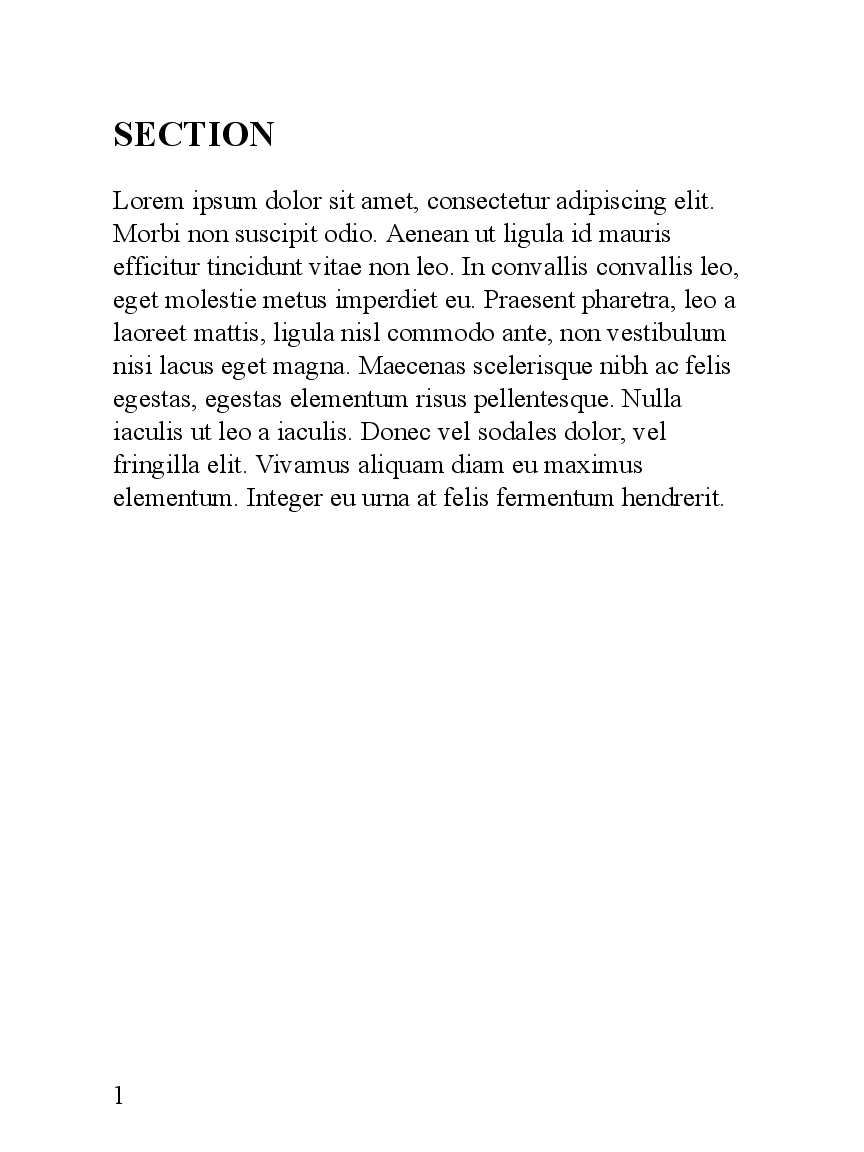 SECTION
Lorem ipsum dolor sit amet, consectetur adipiscing elit.
Morbi non suscipit odio. Aenean ut ligula id mauris
efficitur tincidunt vitae non leo. In convallis convallis leo,
eget molestie metus imperdiet eu. Praesent pharetra, leo a
laoreet mattis, ligula nisl commodo ante, non vestibulum
nisi lacus eget magna. Maecenas scelerisque nibh ac felis
egestas, egestas elementum risus pellentesque. Nulla
iaculis ut leo a iaculis. Donec vel sodales dolor, vel
fringilla elit. Vivamus aliquam diam eu maximus
elementum. Integer eu urna at felis fermentum hendrerit.
1